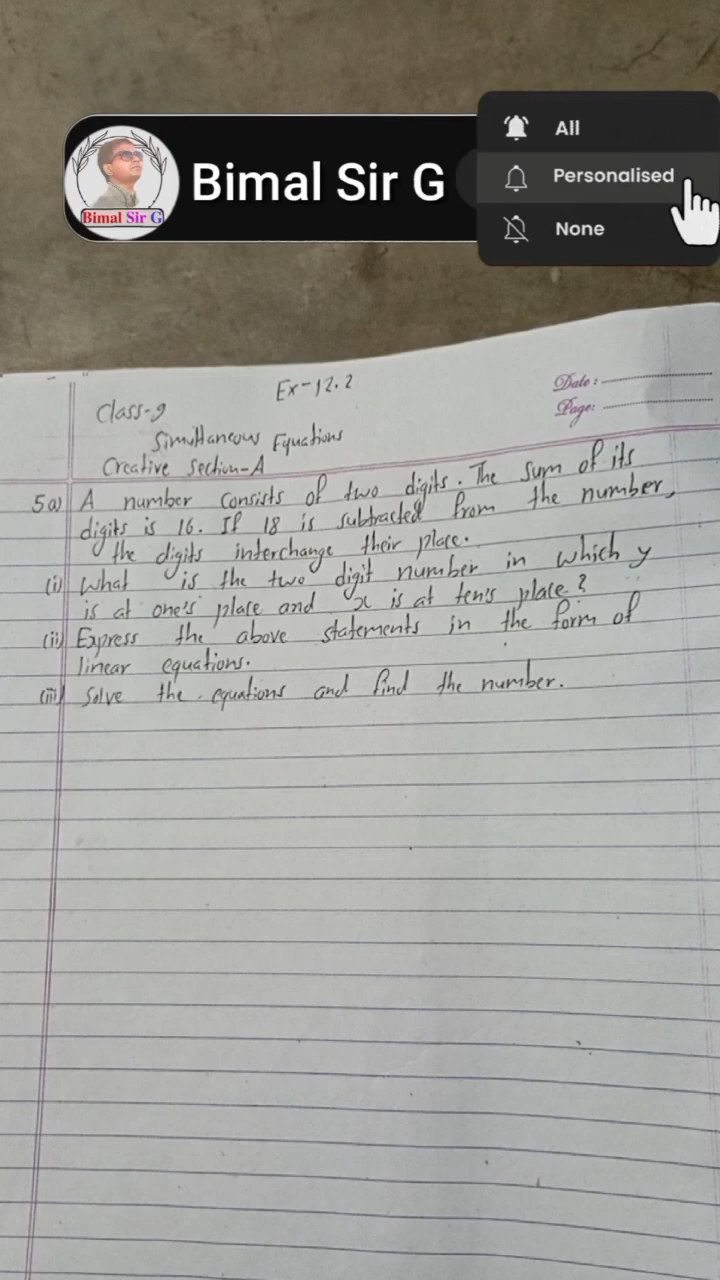 All
Bimal Sir G
Personalised
Bimal Sir G
None
Ex-12.2
Date:
Class-9
Page:
Simultaneous Equations
Creative Section-A
5a) A number consists of two digits. The sum of its
digits is 16. If 18 is subtracted from the number,
the digits interchange their place.
(i) What is the two digit number in which y
is at one's place and x is at ten's place?
(ii) Express the above statements in the form of
linear equations.
(iii) Solve the equations and find the number.